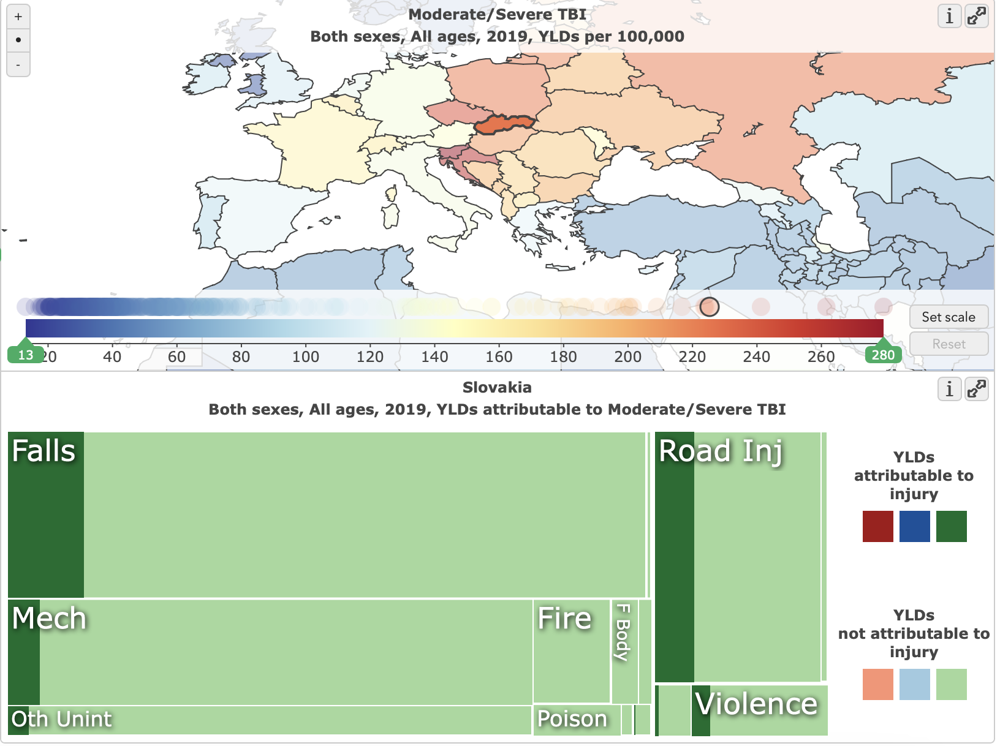 +
-
Moderate/Severe TBI
Both sexes, All ages, 2019, YLDs per 100,000
i
Set scale
Reset
13 20 40 60 80 100 120 140 160 180 200 220 240 260 280
Slovakia
Both sexes, All ages, 2019, YLDs attributable to Moderate/Severe TBI
i
Falls
Road Inj
Mech
Fire
F Body
Oth Unint
Poison
Violence
YLDs
attributable to
injury
YLDs
not attributable to
injury